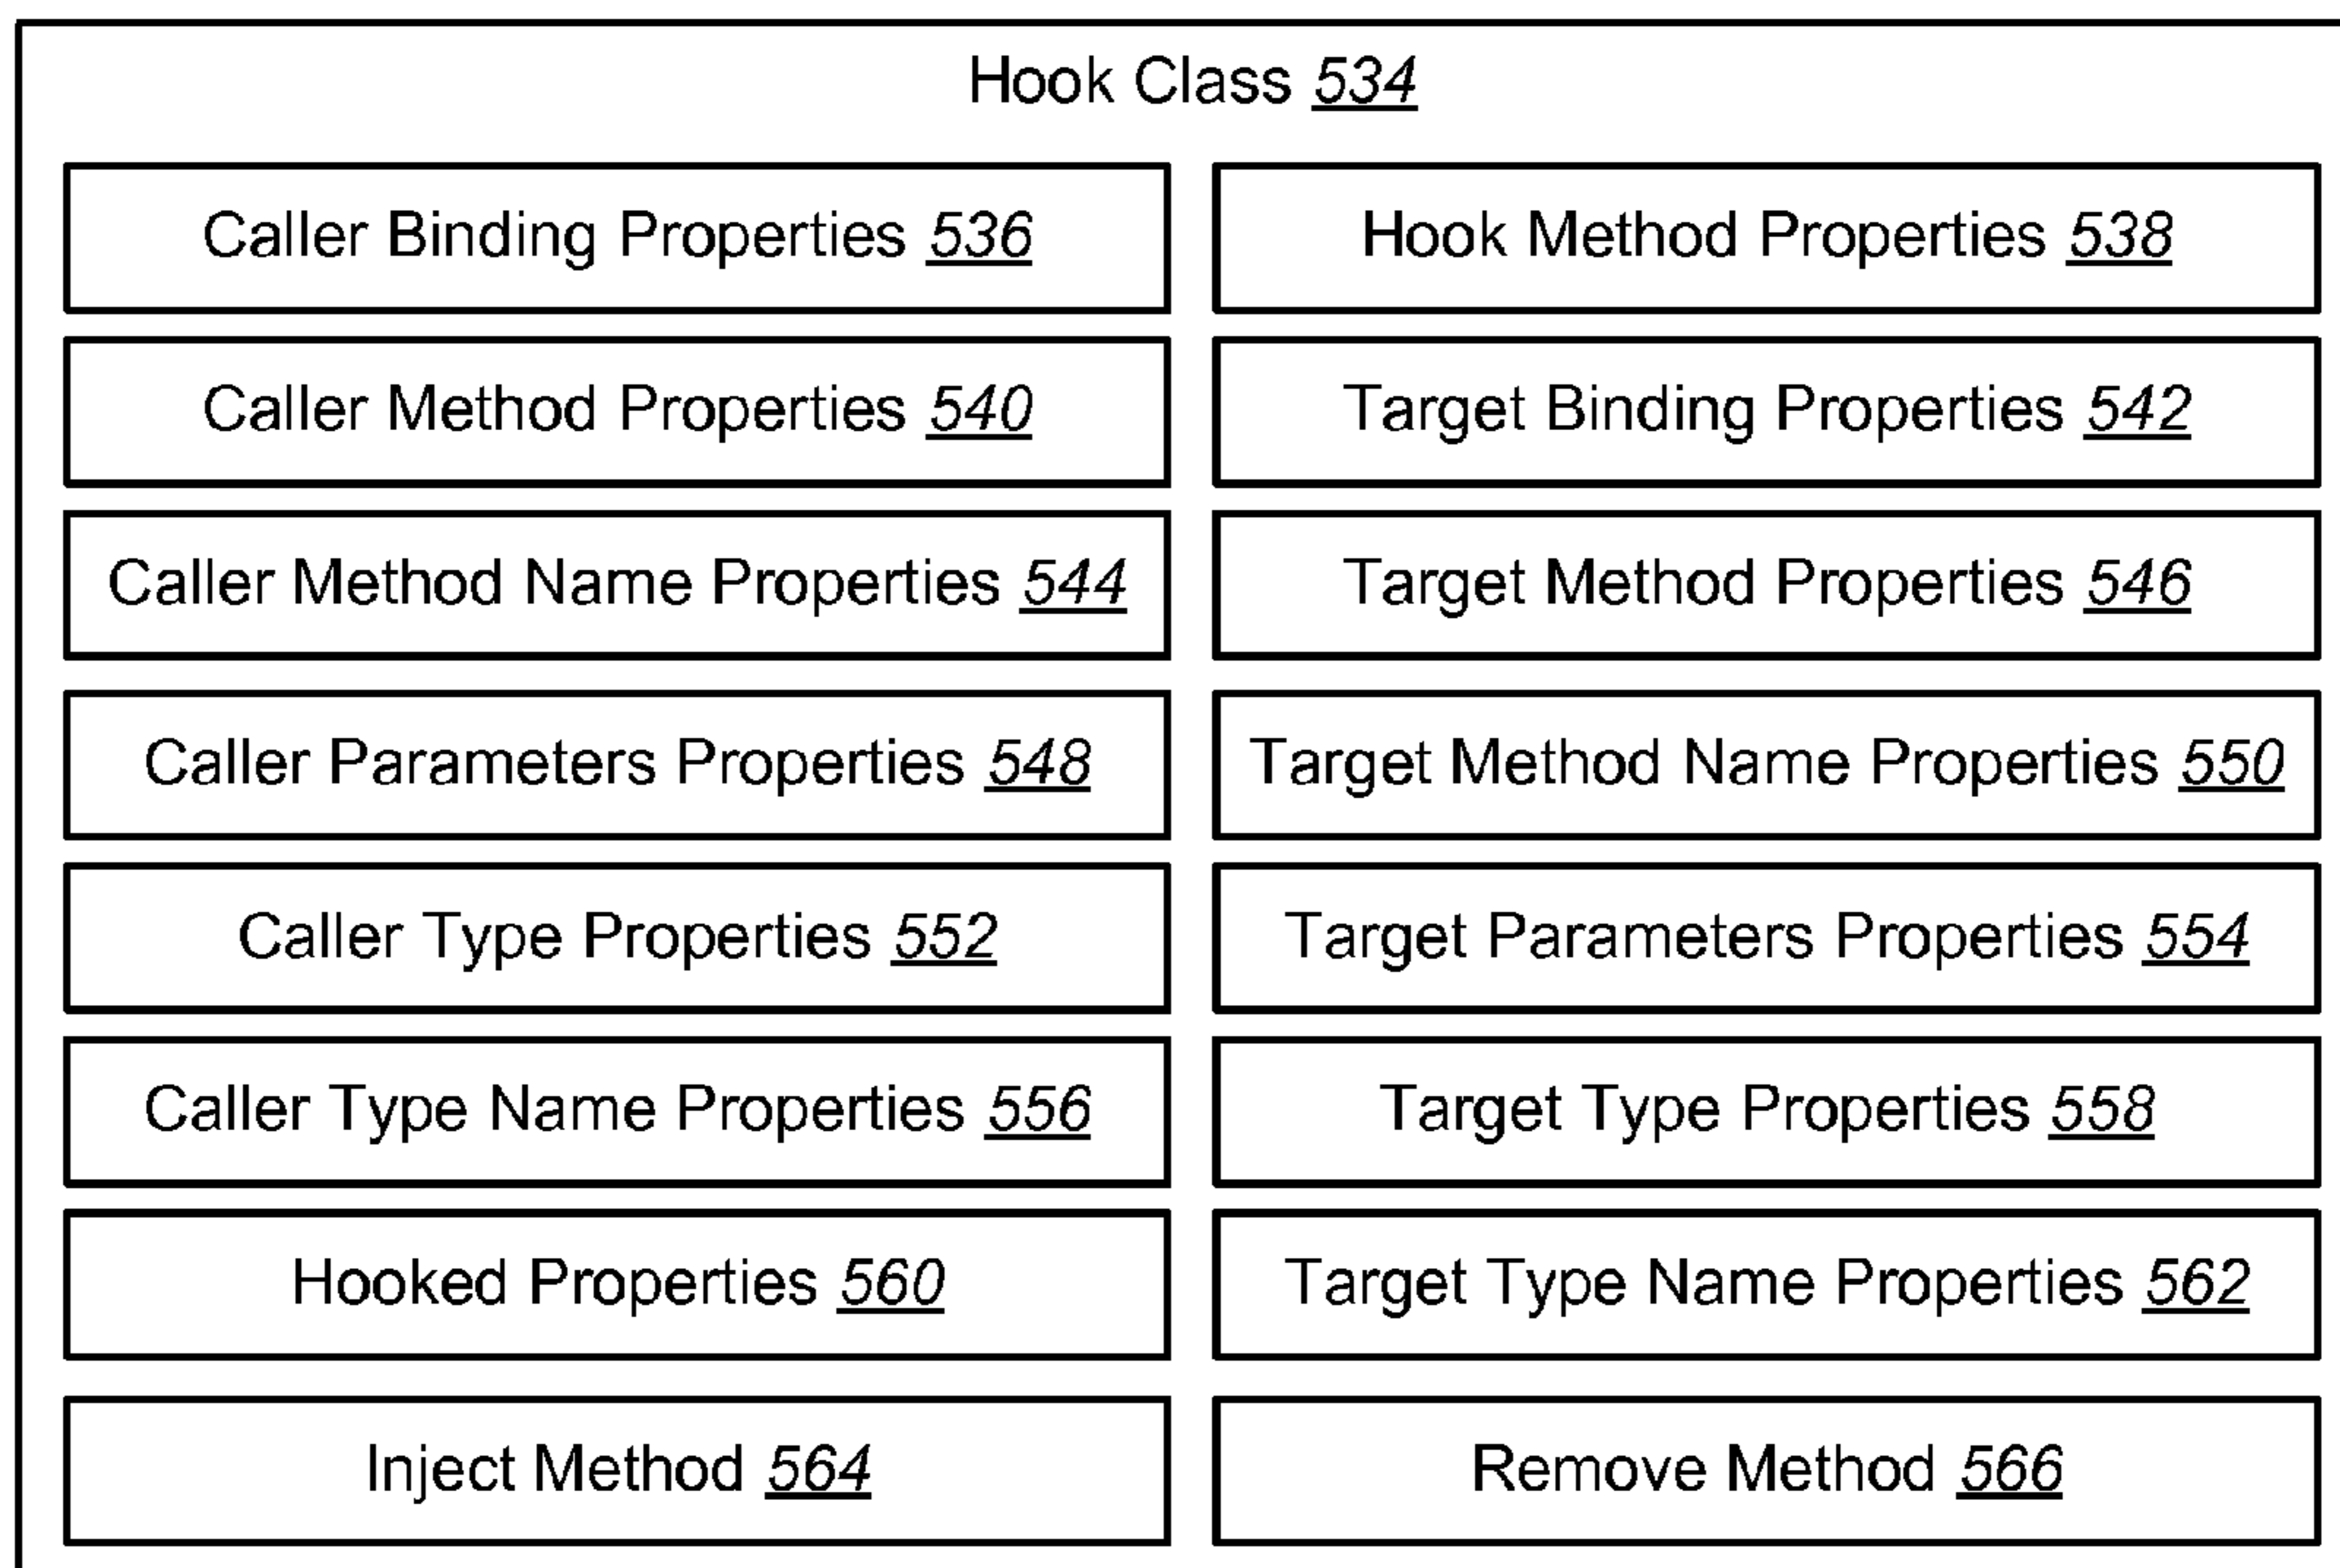 Hook Class 534
Caller Binding Properties 536
Hook Method Properties 538
Caller Method Properties 540
Target Binding Properties 542
Caller Method Name Properties 544
Target Method Properties 546
Caller Parameters Properties 548
Target Method Name Properties 550
Caller Type Properties 552
Target Parameters Properties 554
Caller Type Name Properties 556
Target Type Properties 558
Hooked Properties 560
Target Type Name Properties 562
Inject Method 564
Remove Method 566